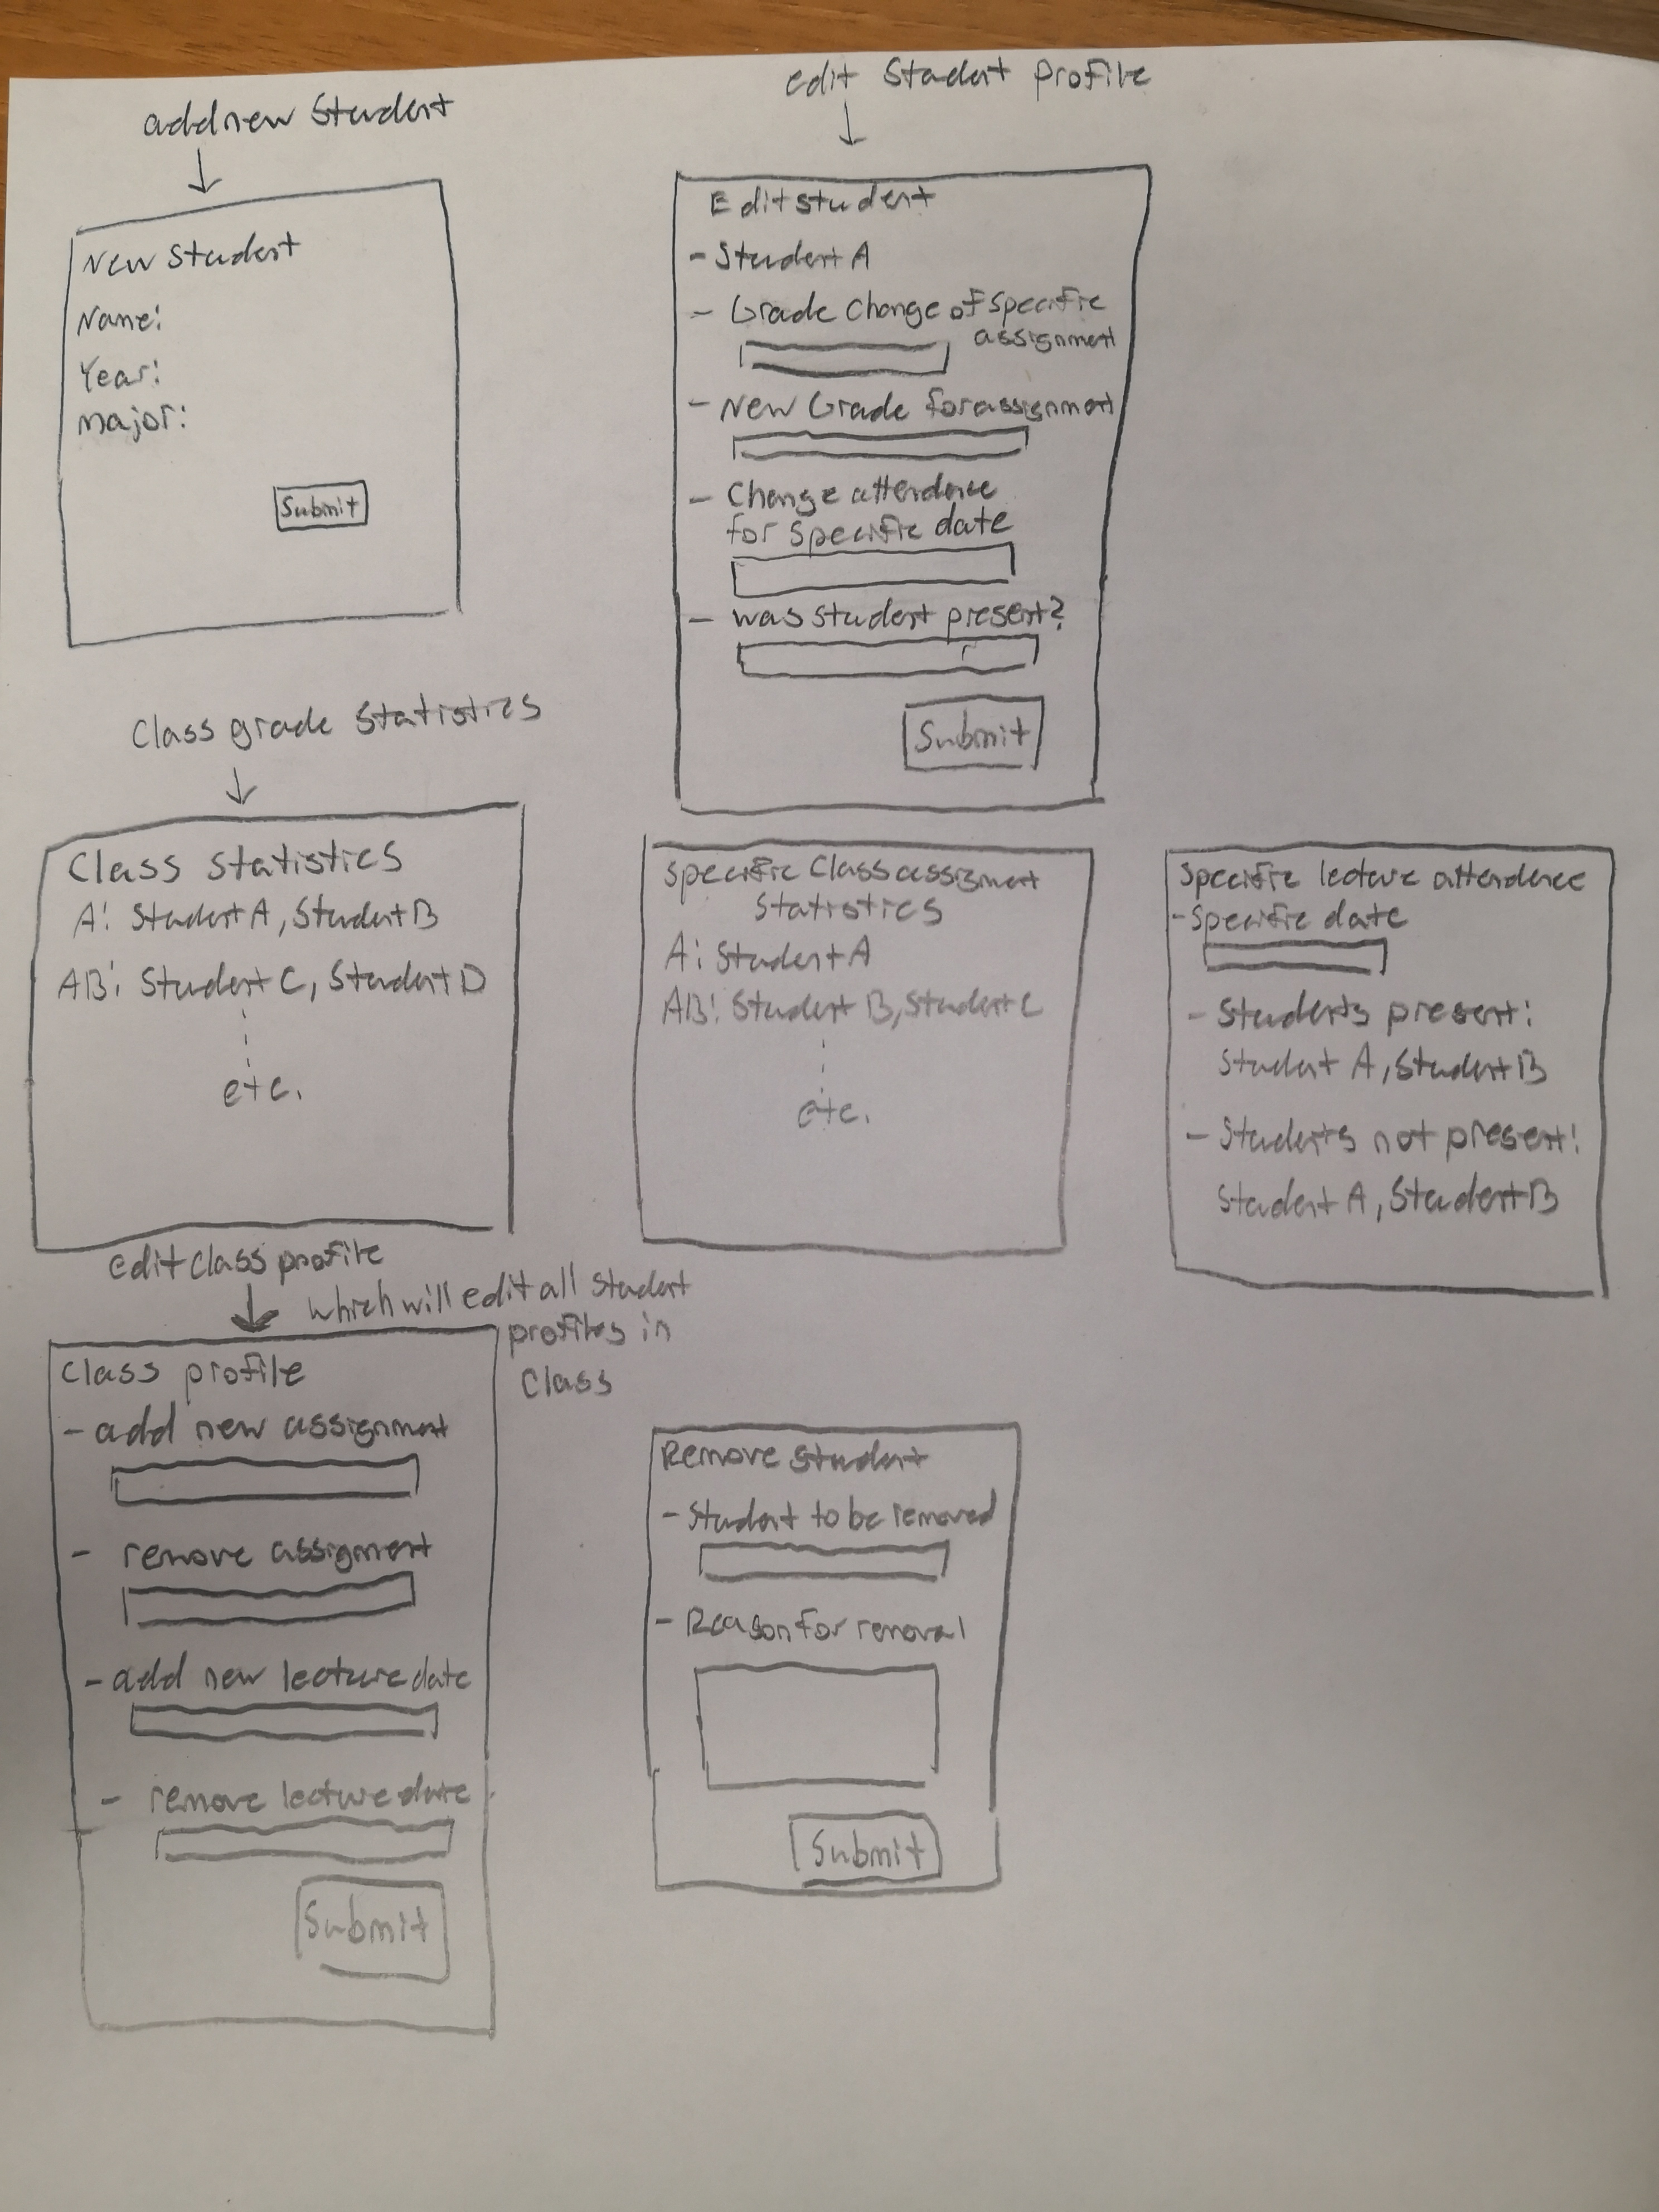 add new Student
New Student
Name:
Year:
Major:
Submit
edit Student Profile
Edit student
- Student A
- Grade change of specific
assignment
- New Grade for assignment
- Change attendence
for specific date
- was student present?
Submit
Class grade Statistics
Class Statistics
A: Student A, Student B
AB: Student C, Student D
etc.
Specific Class assignment
Statistics
A: Student A
AB: Student B, Student C
etc.
Specific lecture attendence
- Specific date
- Students present:
Student A, Student B
- Students not present:
Student A, Student B
edit class profile
which will edit all student
profiles in
Class
Class profile
- add new assignment
- remove assigment
- add new lecture date
- remove lecture date
Submit
Remove Student
- Student to be removed
- Reason for removal
Submit